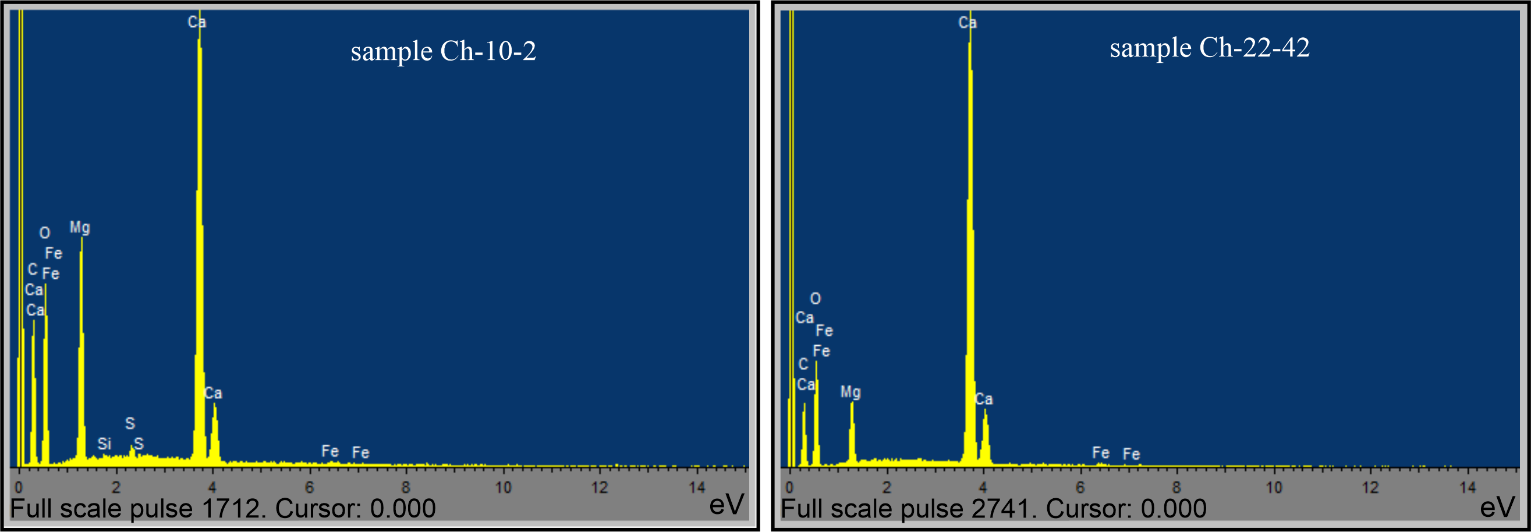 Ca
sample Ch-10-2
O
Mg
Fe
C
Fe
Ca
Ca
Ca
S
Si
S
Fe
Fe
0 2 4 6 8 10 12 14
Full scale pulse 1712. Cursor: 0.000
eV
Ca
sample Ch-22-42
O
Ca
Fe
Fe
C
Ca
Mg
Ca
Fe
Fe
0 2 4 6 8 10 12 14
Full scale pulse 2741. Cursor: 0.000
eV